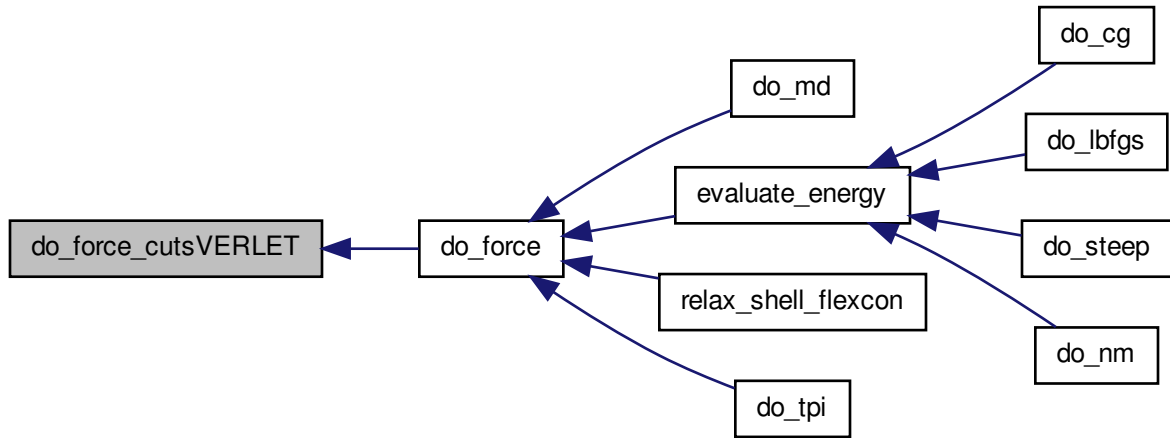 do_force_cutsVERLET
do_force
do_md
evaluate_energy
relax_shell_flexcon
do_tpi
do_cg
do_lbfgs
do_steep
do_nm